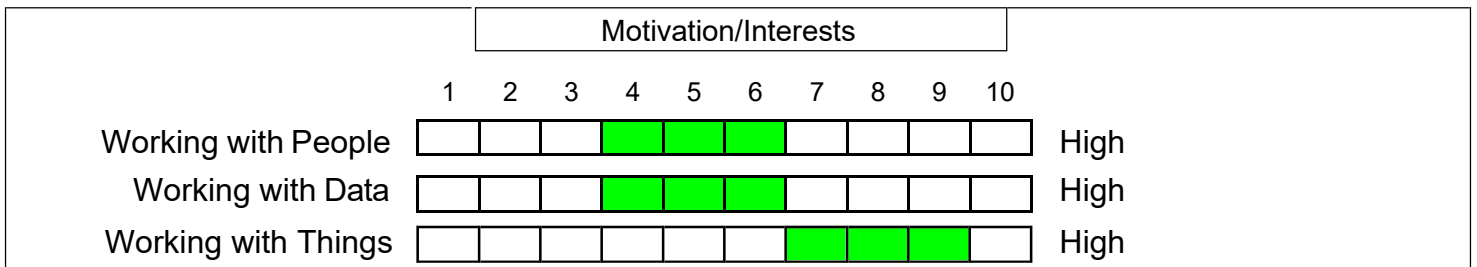 Motivation/Interests
1 2 3 4 5 6 7 8 9 10
Working with People High
Working with Data High
Working with Things High